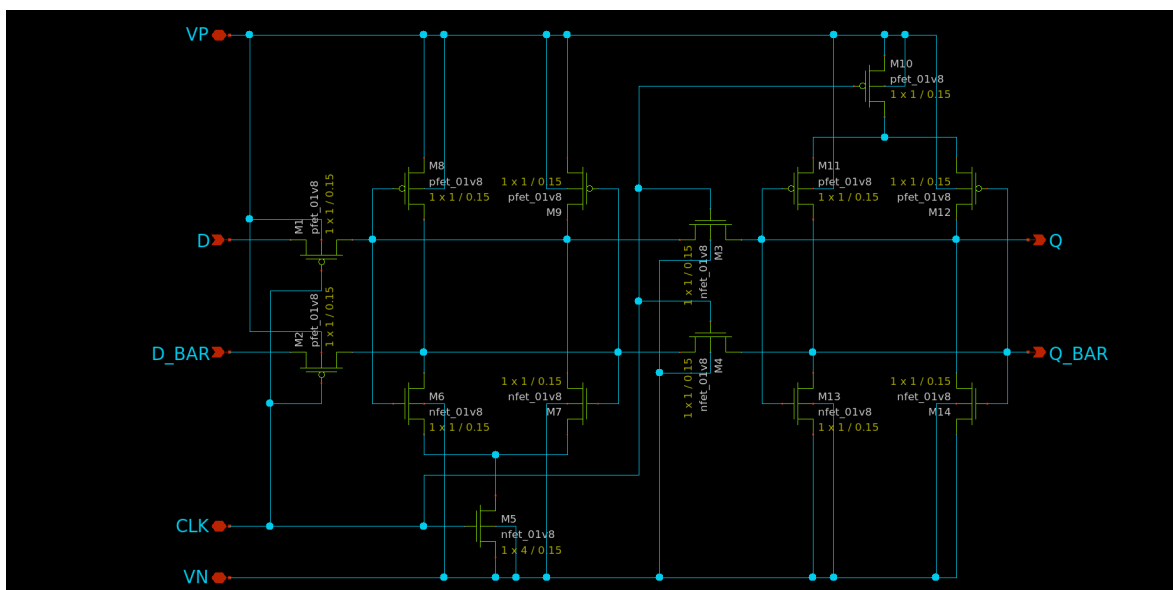 VP
M10
pfet_01v8
1 x 1 / 0.15
M8
pfet_01v8
1 x 1 / 0.15
1 x 1 / 0.15
pfet_01v8
M9
M11
pfet_01v8
1 x 1 / 0.15
1 x 1 / 0.15
pfet_01v8
M12
D
M1
pfet_01v8
1 x 1 / 0.15
1 x 1 / 0.15
nfet_01v8
M3
Q
D_BAR
M2
pfet_01v8
1 x 1 / 0.15
1 x 1 / 0.15
nfet_01v8
M4
Q_BAR
M6
nfet_01v8
1 x 1 / 0.15
1 x 1 / 0.15
nfet_01v8
M7
M13
nfet_01v8
1 x 1 / 0.15
1 x 1 / 0.15
nfet_01v8
M14
CLK
M5
nfet_01v8
1 x 4 / 0.15
VN